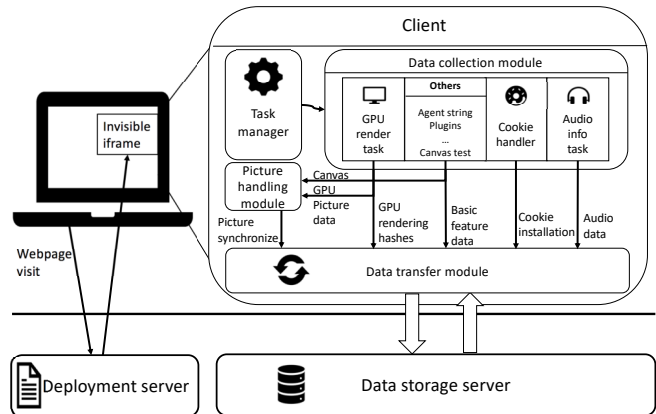 Client
Data collection module
Task
manager
GPU
render
task
Others
Agent string
Plugins
...
Canvas test
Cookie
handler
Audio
info
task
Invisible
iframe
Picture
handling
module
Canvas
GPU
Picture
data
Picture
synchronize
GPU
rendering
hashes
Basic
feature
data
Cookie
installation
Audio
data
Webpage
visit
Data transfer module
Deployment server
Data storage server